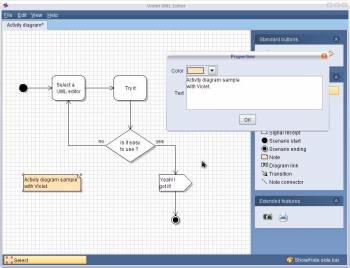 Violet UML Editor
File Edit View Help
Activity diagram*
Standard buttons
Properties
Color
Activity diagram sample
with Violet
Text
OK
Select a
UML editor
Try it
Is it easy
to use ?
no
yes
Yeah! I
got it!
Activity diagram sample
with Violet
Signal receipt
Scenario start
Scenario ending
Note
Diagram link
Transition
Note connector
Extended features
Select
Show/Hide side bar